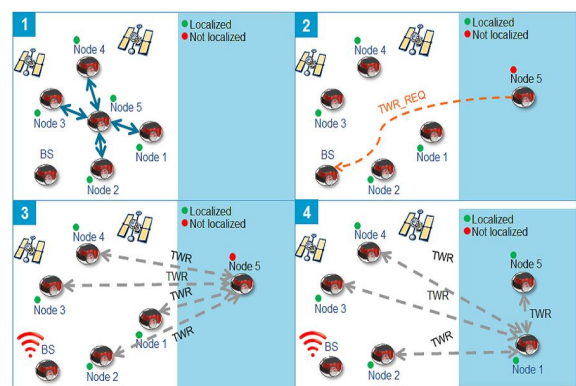 1
Localized
Not localized
Node 4
Node 5
Node 3
Node 1
BS
Node 2
2
Localized
Not localized
Node 4
Node 5
TWR_REQ
Node 3
Node 1
BS
Node 2
3
Localized
Not localized
Node 4
TWR
Node 5
TWR
TWR
Node 3
Node 1
TWR
BS
Node 2
4
Localized
Not localized
Node 4
TWR
Node 5
TWR
Node 3
TWR
BS
Node 2
Node 1